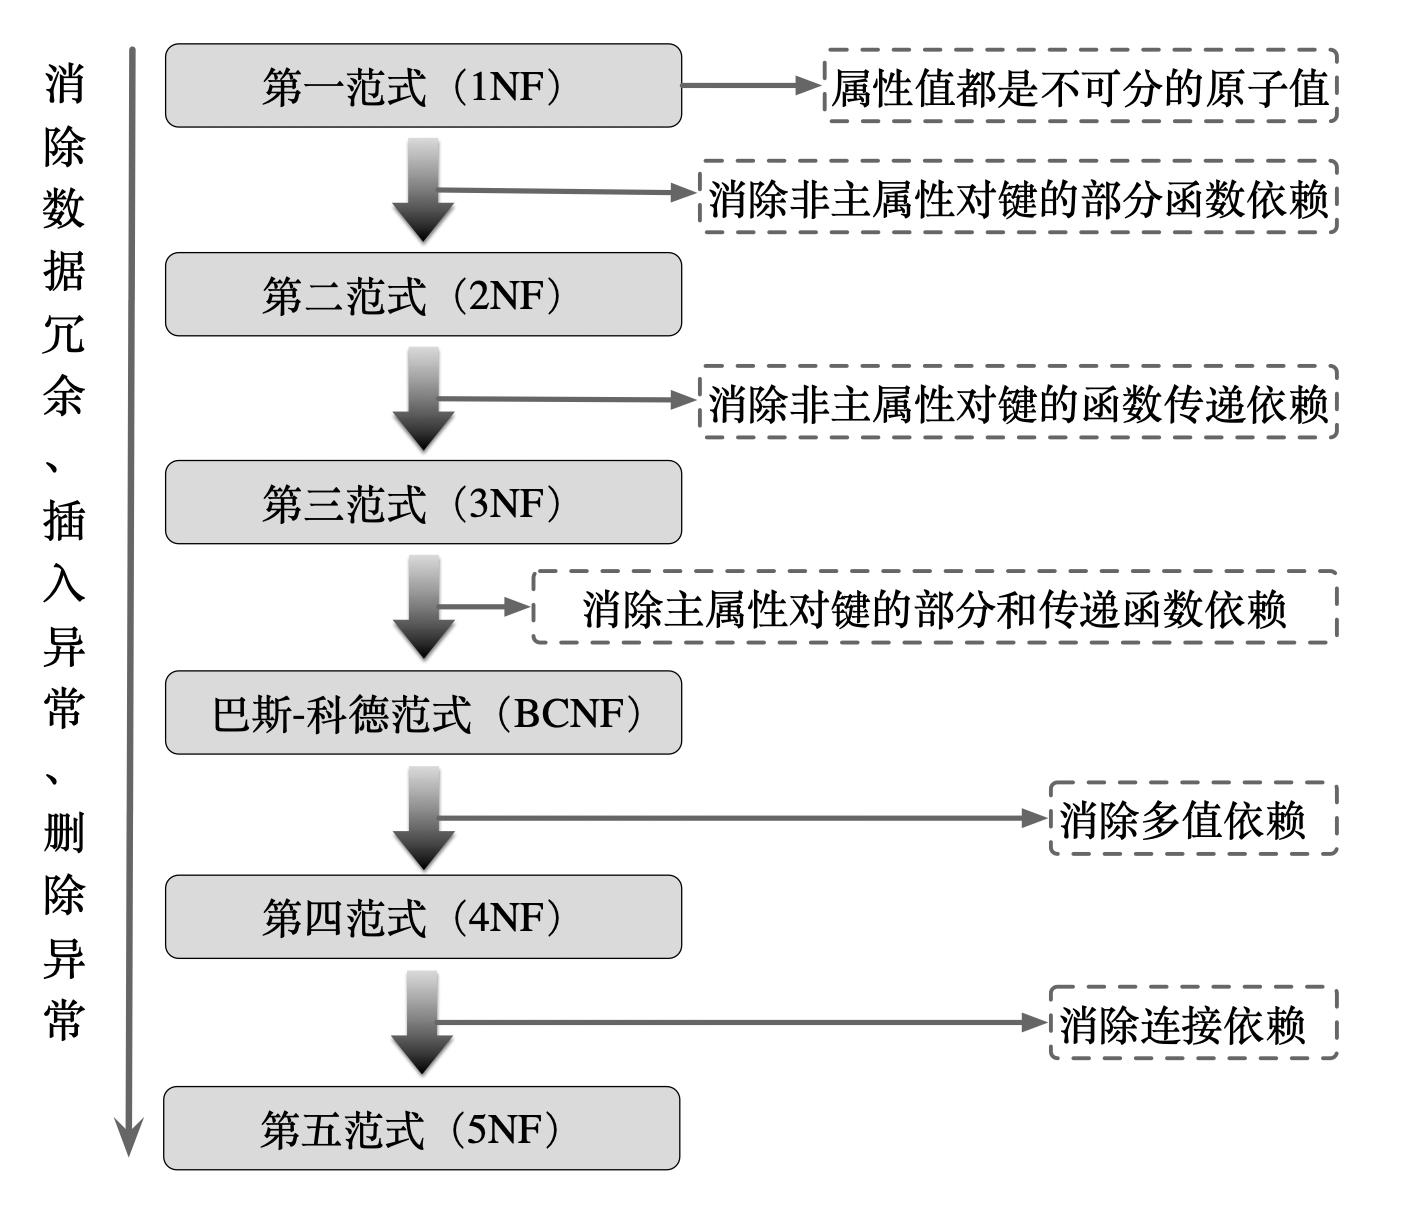 消除数据冗余、插入异常、删除异常
第一范式（1NF）
属性值都是不可分的原子值
消除非主属性对键的部分函数依赖
第二范式（2NF）
消除非主属性对键的函数传递依赖
第三范式（3NF）
消除主属性对键的部分和传递函数依赖
巴斯-科德范式（BCNF）
消除多值依赖
第四范式（4NF）
消除连接依赖
第五范式（5NF）